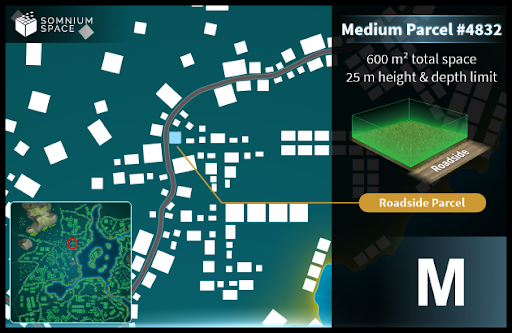 SOMNIUM
SPACE
Medium Parcel #4832
600 m² total space
25 m height & depth limit
Roadside
Roadside Parcel
M